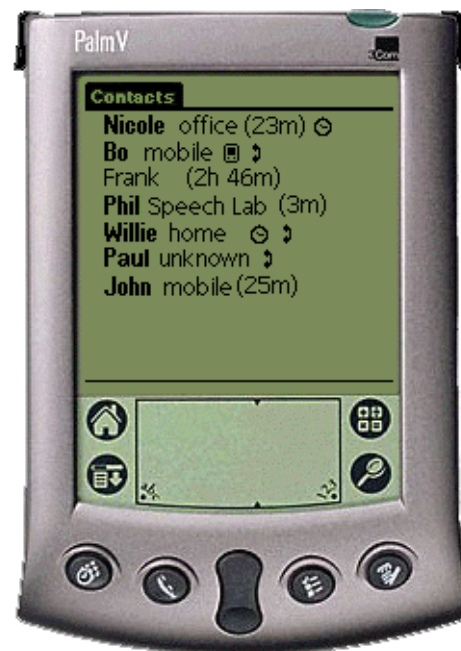 PalmV
3Com
Contacts
Nicole office (23m)
Bo mobile
Frank (2h 46m)
Phil Speech Lab (3m)
Willie home
Paul unknown
John mobile (25m)